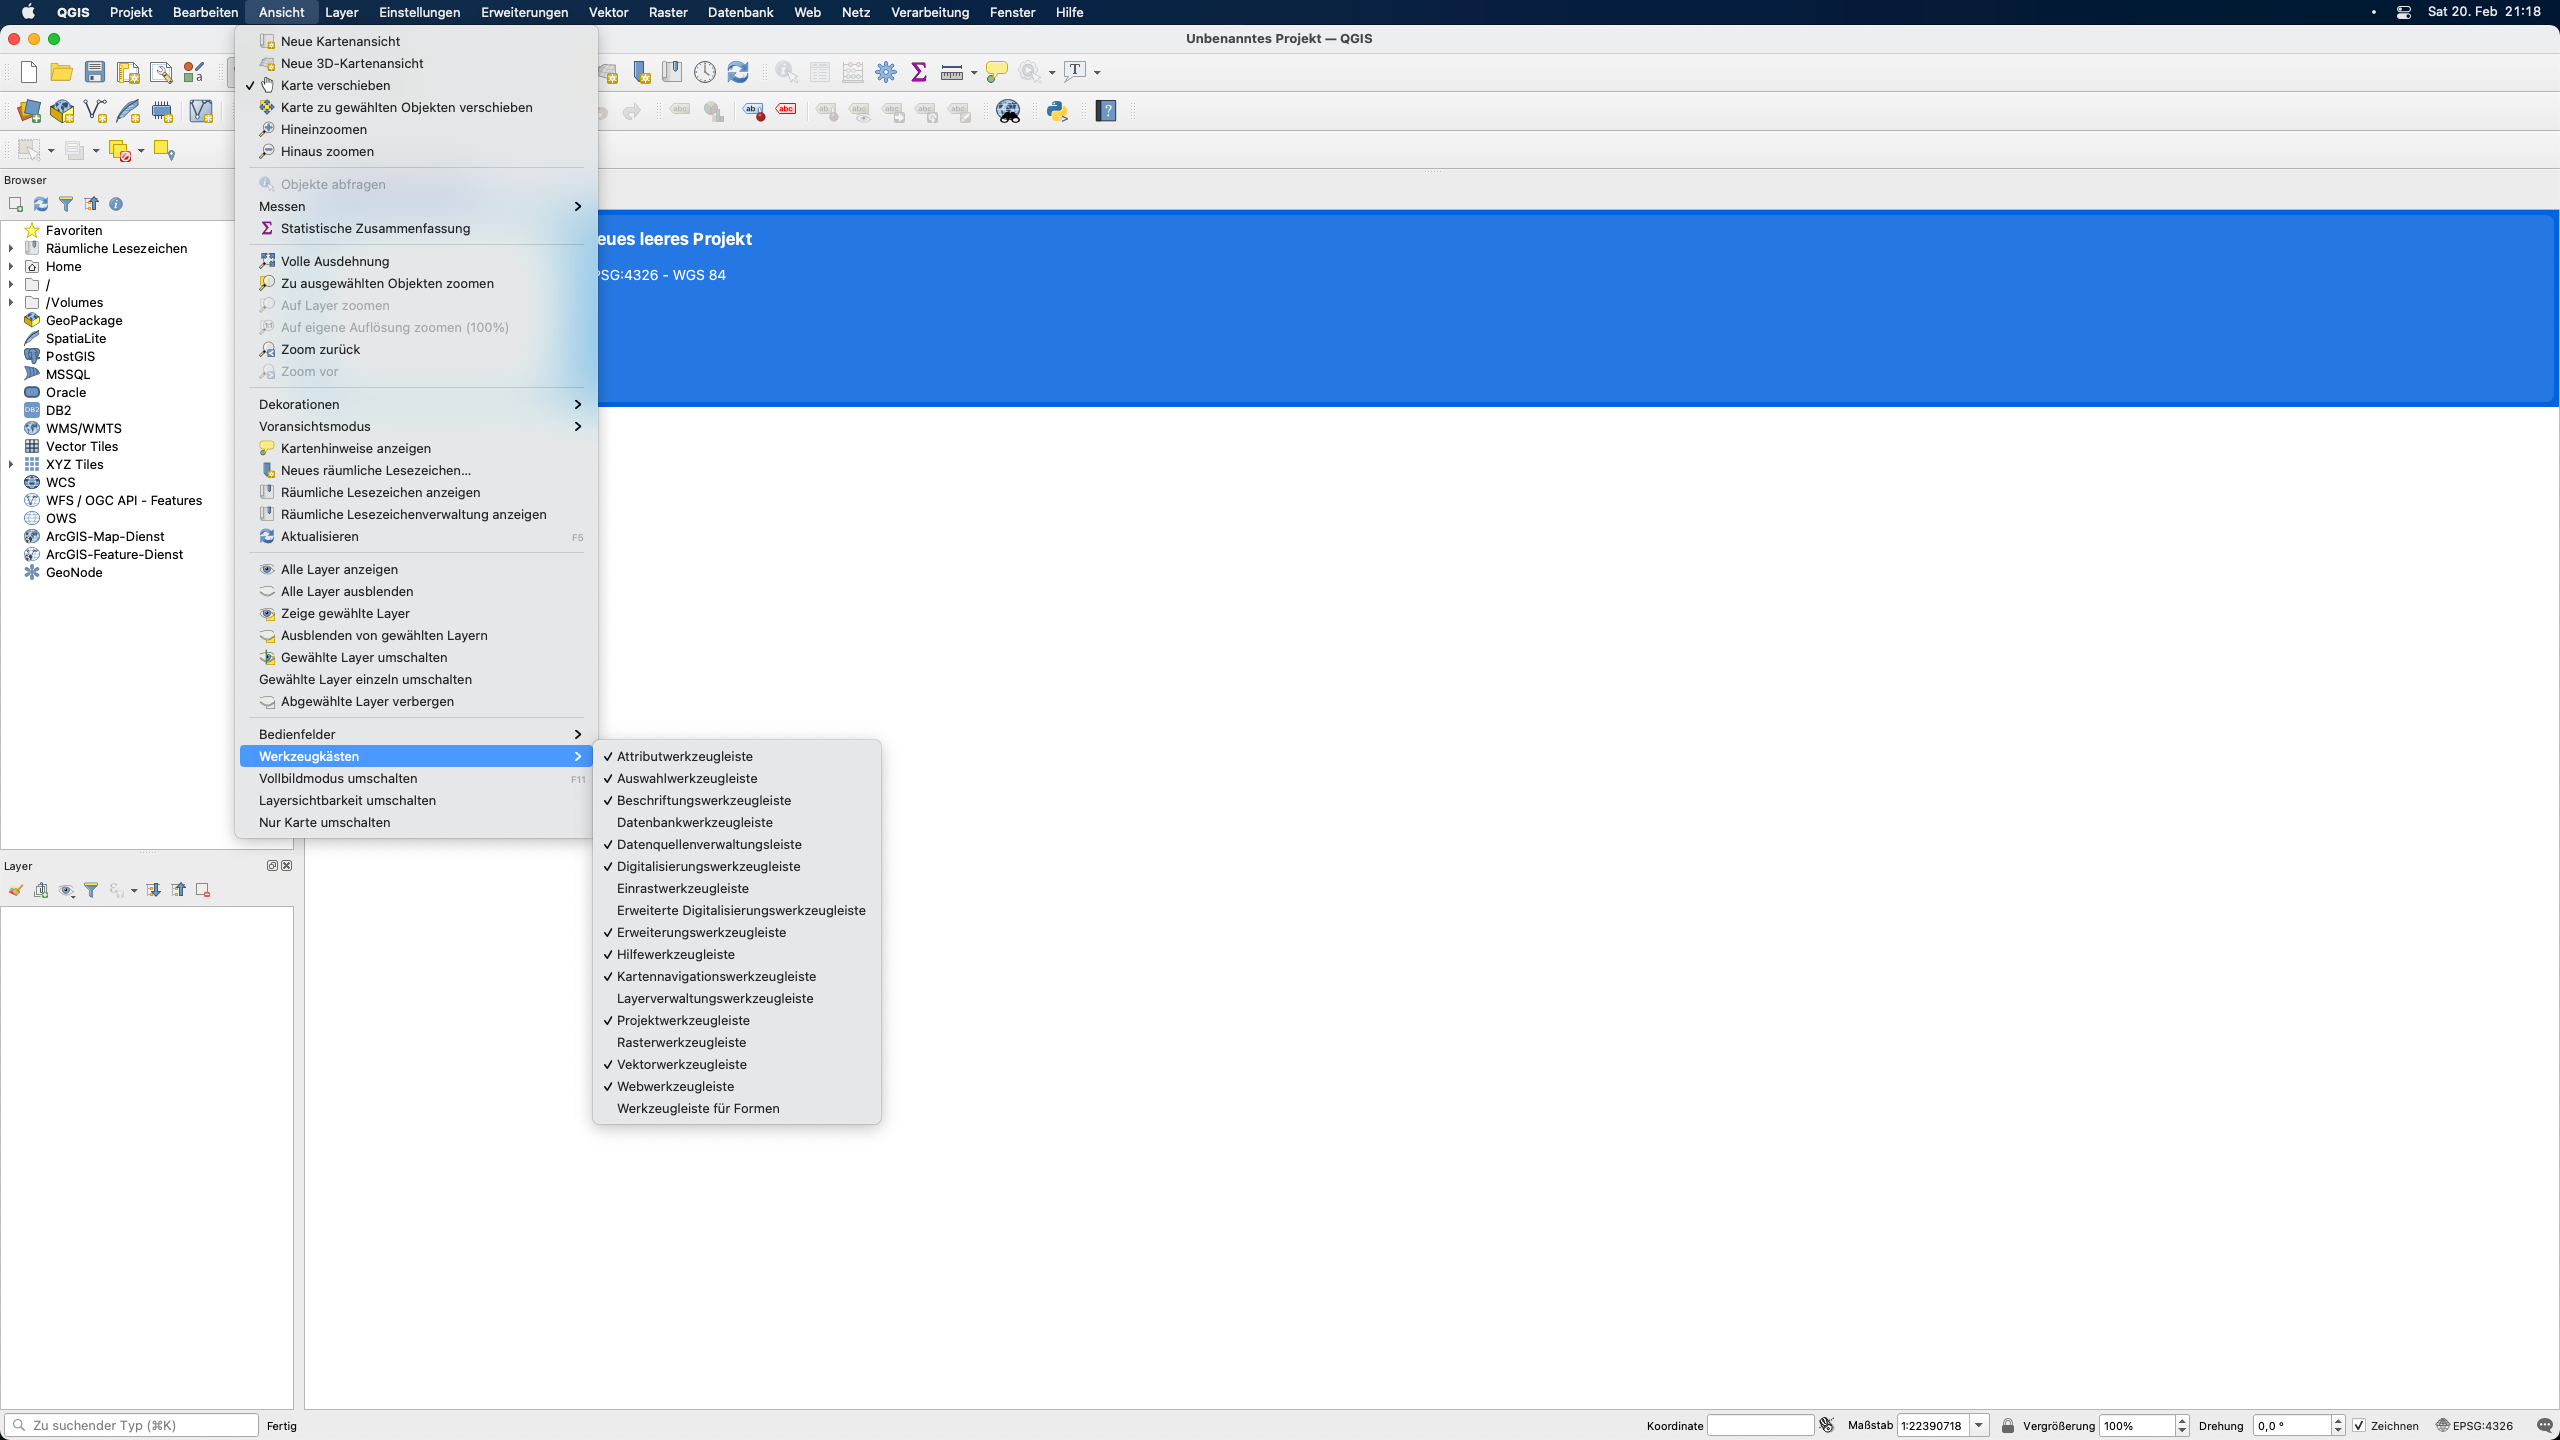 QGIS Projekt Bearbeiten Ansicht Layer Einstellungen Erweiterungen Vektor Raster Datenbank Web Netz Verarbeitung Fenster Hilfe Sat 20. Feb 21:18
Unbenanntes Projekt — QGIS
Neue Kartenansicht
Neue 3D-Kartenansicht
Karte verschieben
Karte zu gewählten Objekten verschieben
Hineinzoomen
Hinaus zoomen
Objekte abfragen
Messen
Statistische Zusammenfassung
Volle Ausdehnung
Zu ausgewählten Objekten zoomen
Auf Layer zoomen
Auf eigene Auflösung zoomen (100%)
Zoom zurück
Zoom vor
Dekorationen
Voransichtsmodus
Kartenhinweise anzeigen
Neues räumliche Lesezeichen...
Räumliche Lesezeichen anzeigen
Räumliche Lesezeichenverwaltung anzeigen
Aktualisieren F5
Alle Layer anzeigen
Alle Layer ausblenden
Zeige gewählte Layer
Ausblenden von gewählten Layern
Gewählte Layer umschalten
Gewählte Layer einzeln umschalten
Abgewählte Layer verbergen
Bedienfelder
Werkzeugkästen
Vollbildmodus umschalten F11
Layersichtbarkeit umschalten
Nur Karte umschalten
Attributwerkzeugleiste
Auswahlwerkzeugleiste
Beschriftungswerkzeugleiste
Datenbankwerkzeugleiste
Datenquellenverwaltungsleiste
Digitalisierungswerkzeugleiste
Einrastwerkzeugleiste
Erweiterte Digitalisierungswerkzeugleiste
Erweiterungswerkzeugleiste
Hilfewerkzeugleiste
Kartennavigationswerkzeugleiste
Layerverwaltungswerkzeugleiste
Projektwerkzeugleiste
Rasterwerkzeugleiste
Vektorwerkzeugleiste
Webwerkzeugleiste
Werkzeugleiste für Formen
eues leeres Projekt
PSG:4326 - WGS 84
Browser
Favoriten
Räumliche Lesezeichen
Home
/
/Volumes
GeoPackage
SpatiaLite
PostGIS
MSSQL
Oracle
DB2
WMS/WMTS
Vector Tiles
XYZ Tiles
WCS
WFS / OGC API - Features
OWS
ArcGIS-Map-Dienst
ArcGIS-Feature-Dienst
GeoNode
Layer
Zu suchender Typ (⌘K) Fertig Koordinate Maßstab 1:22390718 Vergrößerung 100% Drehung 0,0 ° Zeichnen EPSG:4326